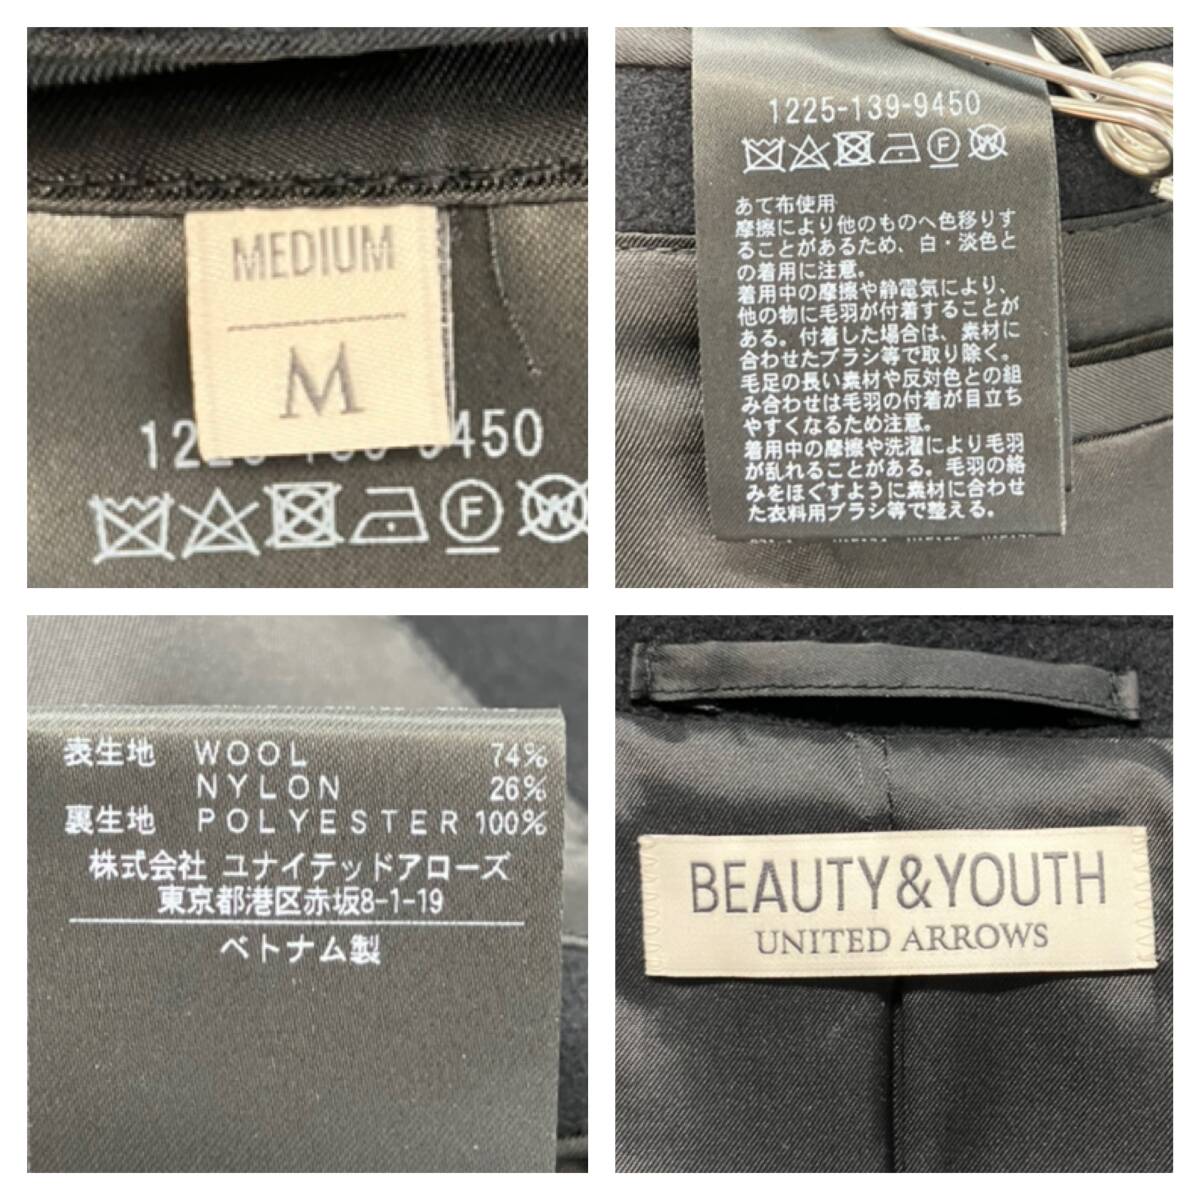 MEDIUM
M
450
1225-139-9450
あて布使用
摩擦により他のものへ色移りす
ることがあるため、白・淡色と
の着用に注意。
着用中の摩擦や静電気により、
他の物に毛羽が付着することが
ある。付着した場合は、素材に
合わせたブラシ等で取り除く。
毛足の長い素材や反対色との組
み合わせは毛羽の付着が目立ち
やすくなるため注意。
着用中の摩擦や洗濯により毛羽
が乱れることがある。毛羽の絡
みをほぐすように素材に合わせ
た衣料用ブラシ等で整える。
表生地 WOOL 74%
NYLON 26%
裏生地 POLYESTER 100%
株式会社 ユナイテッドアローズ
東京都港区赤坂8-1-19
ベトナム製
BEAUTY&YOUTH
UNITED ARROWS